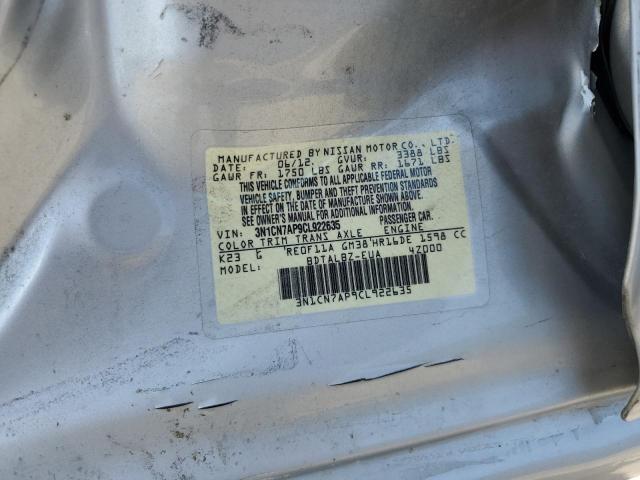 MANUFACTURED BY NISSAN MOTOR CO., LTD.
DATE: 06/12 GVWR: 3388 LBS
GAWR FR: 1750 LBS GAWR RR: 1671 LBS
THIS VEHICLE CONFORMS TO ALL APPLICABLE FEDERAL MOTOR
VEHICLE SAFETY, BUMPER AND THEFT PREVENTION STANDARDS
IN EFFECT ON THE DATE OF MANUFACTURE SHOWN ABOVE.
SEE OWNER'S MANUAL FOR ADDITIONAL INFORMATION
VIN: 3N1CN7AP9CL922635 PASSENGER CAR.
COLOR TRIM TRANS AXLE ENGINE
K23 G RE0F11A GM38 HR16DE 1598 CC
MODEL: BDTALBZ-EUA 4Z000
3N1CN7AP9CL922635